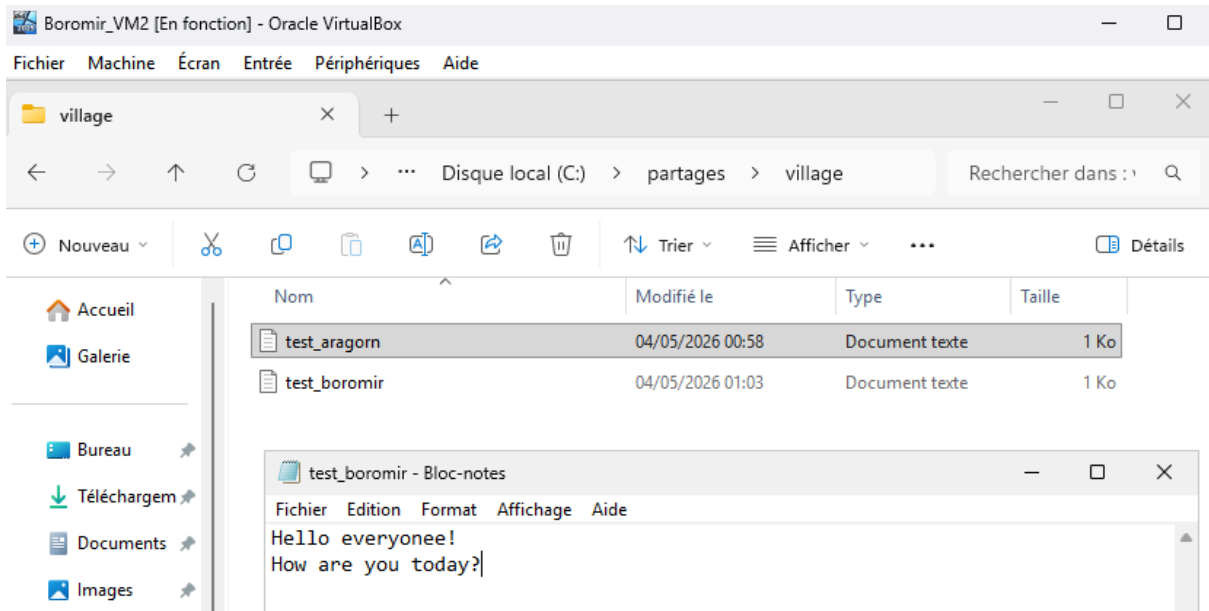 Boromir_VM2 [En fonction] - Oracle VirtualBox
Fichier Machine Écran Entrée Périphériques Aide
village
Disque local (C:) > partages > village
Rechercher dans :
Nouveau
Trier
Afficher
Détails
Accueil
Galerie
Bureau
Téléchargem
Documents
Images
Nom Modifié le Type Taille
test_aragorn 04/05/2026 00:58 Document texte 1 Ko
test_boromir 04/05/2026 01:03 Document texte 1 Ko
test_boromir - Bloc-notes
Fichier Edition Format Affichage Aide
Hello everyonee!
How are you today?